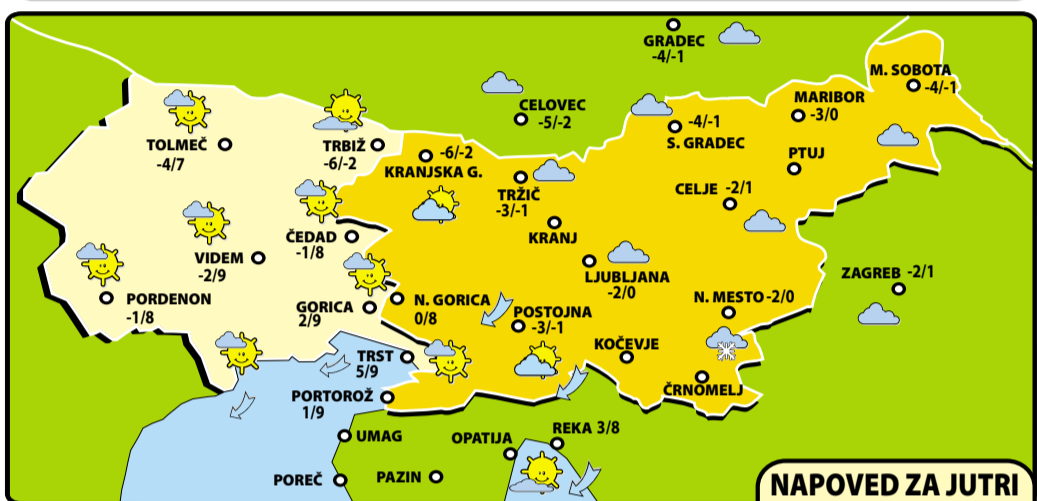 GRADEC
-4/-1
M. SOBOTA
-4/-1
CELOVEC
-5/-2
MARIBOR
-3/0
-4/-1
S. GRADEC
TOLMEČ
-4/7
TRBIŽ
-6/-2
-6/-2
KRANJSKA G.
PTUJ
TRŽIČ
-3/-1
CELJE -2/1
KRANJ
ČEDAD
-1/8
VIDEM
-2/9
LJUBLJANA
-2/0
ZAGREB -2/1
PORDENON
-1/8
GORICA
2/9
N. GORICA
0/8
POSTOJNA
-3/-1
N. MESTO -2/0
KOČEVJE
TRST
5/9
ČRNOMELJ
PORTOROŽ
1/9
UMAG
OPATIJA
REKA 3/8
POREČ
PAZIN
NAPOVED ZA JUTRI